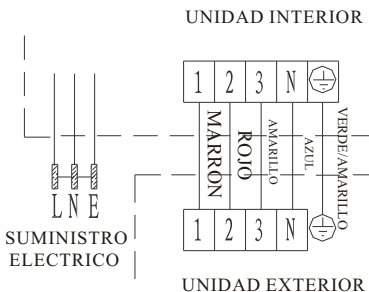 UNIDAD INTERIOR
1 2 3 N
MARRON
ROJO
AMARILLO
AZUL
VERDE/AMARILLO
L N E
1 2 3 N
SUMINISTRO
ELECTRICO
UNIDAD EXTERIOR